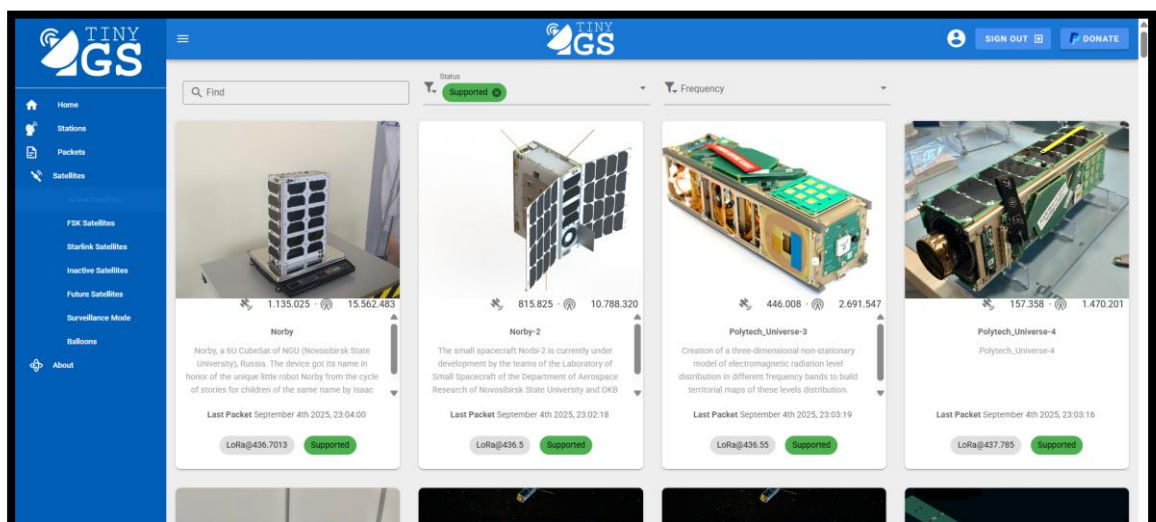 TINY
GS
TINY
GS
SIGN OUT
DONATE
Home
Stations
Packets
Satellites
Active Satellites
FSK Satellites
Starlink Satellites
Inactive Satellites
Future Satellites
Surveillance Mode
Balloons
About
Find
Status
Supported
Frequency
1.135.025 · 15.562.483
Norby
Norby, a 6U CubeSat of NGU (Novosibirsk State
University), Russia. The device got its name in
honor of the unique little robot Norby from the cycle
of stories for children of the same name by Isaac
Last Packet September 4th 2025, 23:04:00
LoRa@436.7013 Supported
815.825 · 10.788.320
Norby-2
The small spacecraft Norbi-2 is currently under
development by the teams of the Laboratory of
Small Spacecraft of the Department of Aerospace
Research of Novosibirsk State University and OKB
Last Packet September 4th 2025, 23:02:18
LoRa@436.5 Supported
446.008 · 2.691.547
Polytech_Universe-3
Creation of a three-dimensional non-stationary
model of electromagnetic radiation level
distribution in different frequency bands to build
territorial maps of these levels distribution.
Last Packet September 4th 2025, 23:03:19
LoRa@436.55 Supported
157.358 · 1.470.201
Polytech_Universe-4
Polytech_Universe-4
Last Packet September 4th 2025, 23:03:16
LoRa@437.785 Supported